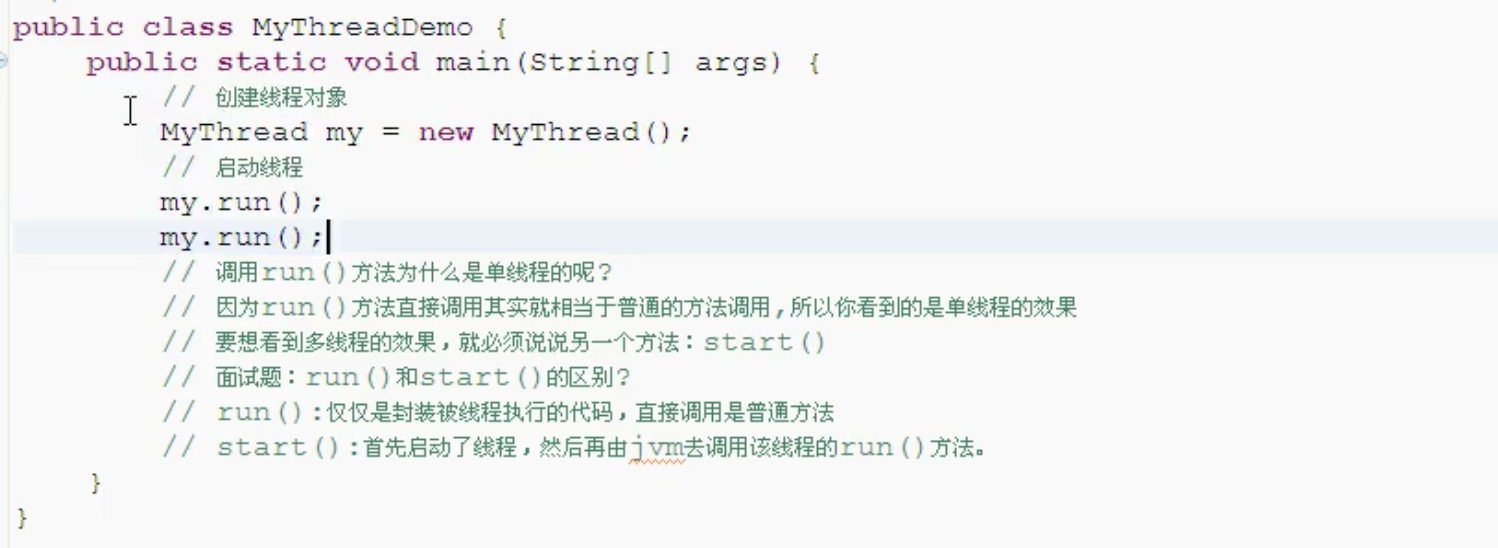 public class MyThreadDemo {
public static void main(String[] args) {
// 创建线程对象
MyThread my = new MyThread();
// 启动线程
my.run();
my.run();
// 调用run()方法为什么是单线程的呢?
// 因为run()方法直接调用其实就相当于普通的方法调用,所以你看到的是单线程的效果
// 要想看到多线程的效果，就必须说说另一个方法：start()
// 面试题：run()和start()的区别?
// run():仅仅是封装被线程执行的代码，直接调用是普通方法
// start():首先启动了线程，然后再由jvm去调用该线程的run()方法。
}
}